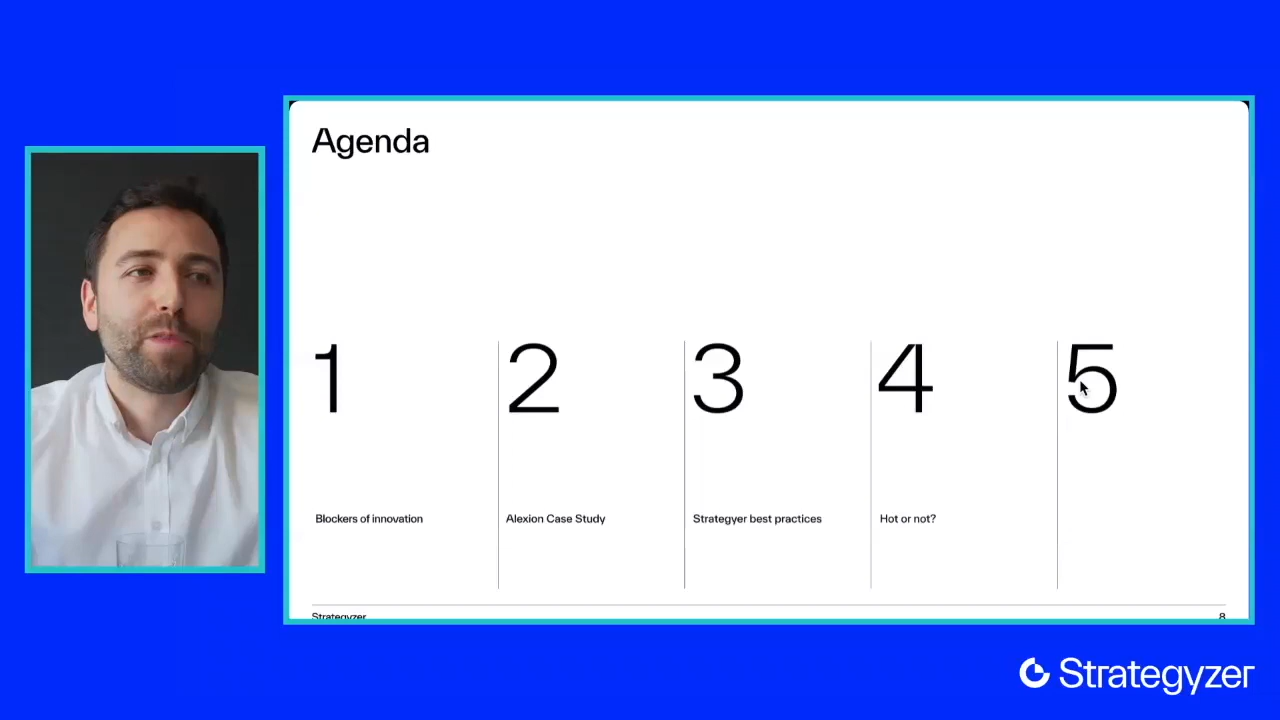 Agenda
1
2
3
4
5
Blockers of innovation
Alexion Case Study
Strategyer best practices
Hot or not?
Strategyzer
8
Strategyzer